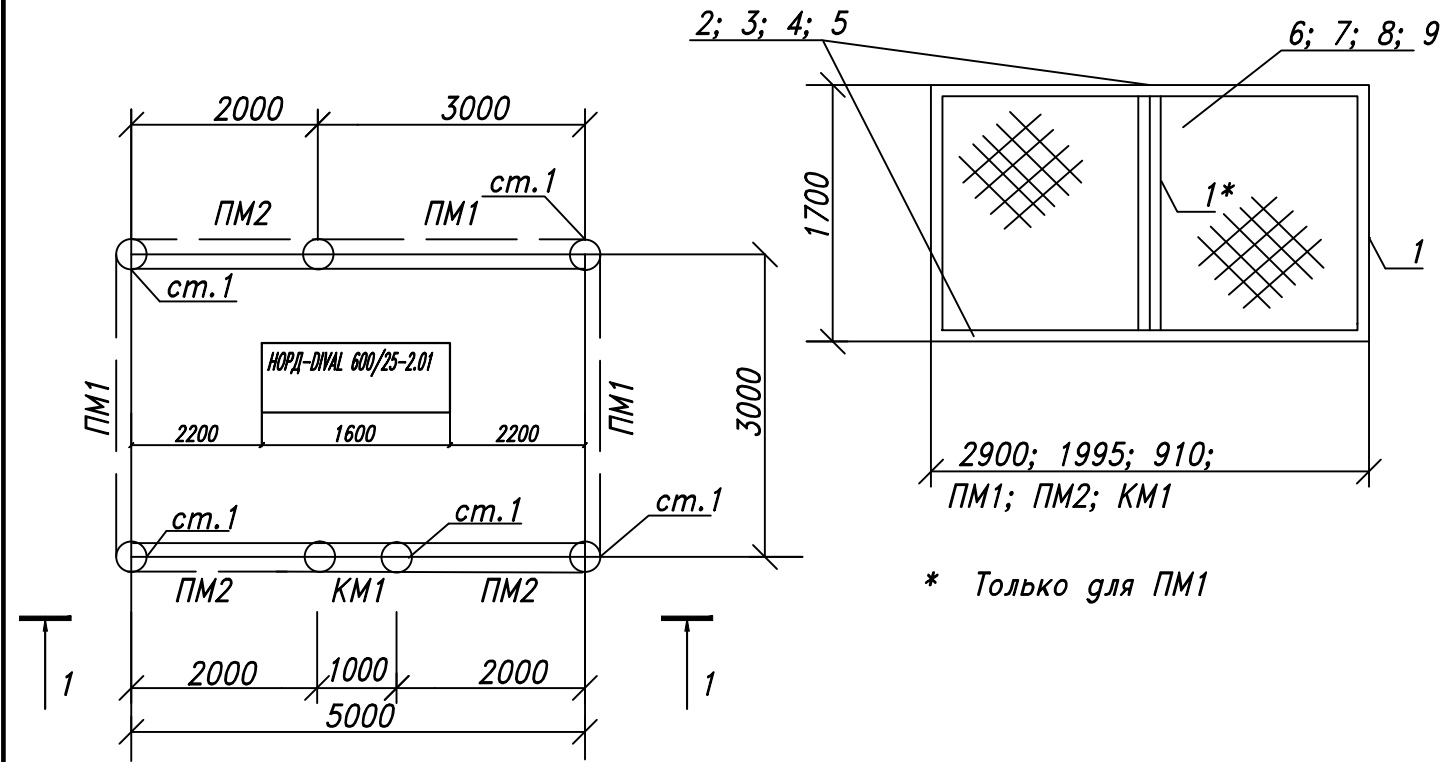 2; 3; 4; 5
6; 7; 8; 9
2000
3000
ст.1
ПМ2
ПМ1
ст.1
1700
1*
1
НОРД-DIVAL 600/25-2.01
ПМ1
ПМ1
3000
2200
1600
2200
2900; 1995; 910;
ПМ1; ПМ2; КМ1
ст.1
ст.1
ст.1
ПМ2
КМ1
ПМ2
* Только для ПМ1
1
2000
1000
2000
1
5000